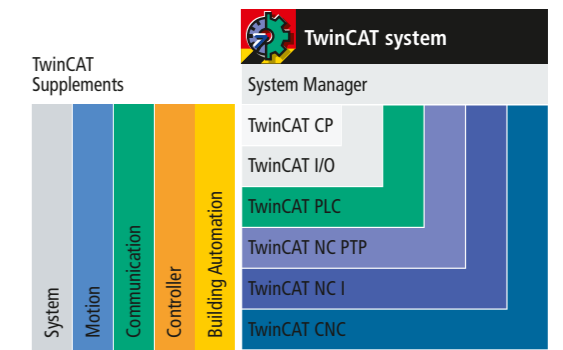 TwinCAT
Supplements
System
Motion
Communication
Controller
Building Automation
TwinCAT system
System Manager
TwinCAT CP
TwinCAT I/O
TwinCAT PLC
TwinCAT NC PTP
TwinCAT NC I
TwinCAT CNC